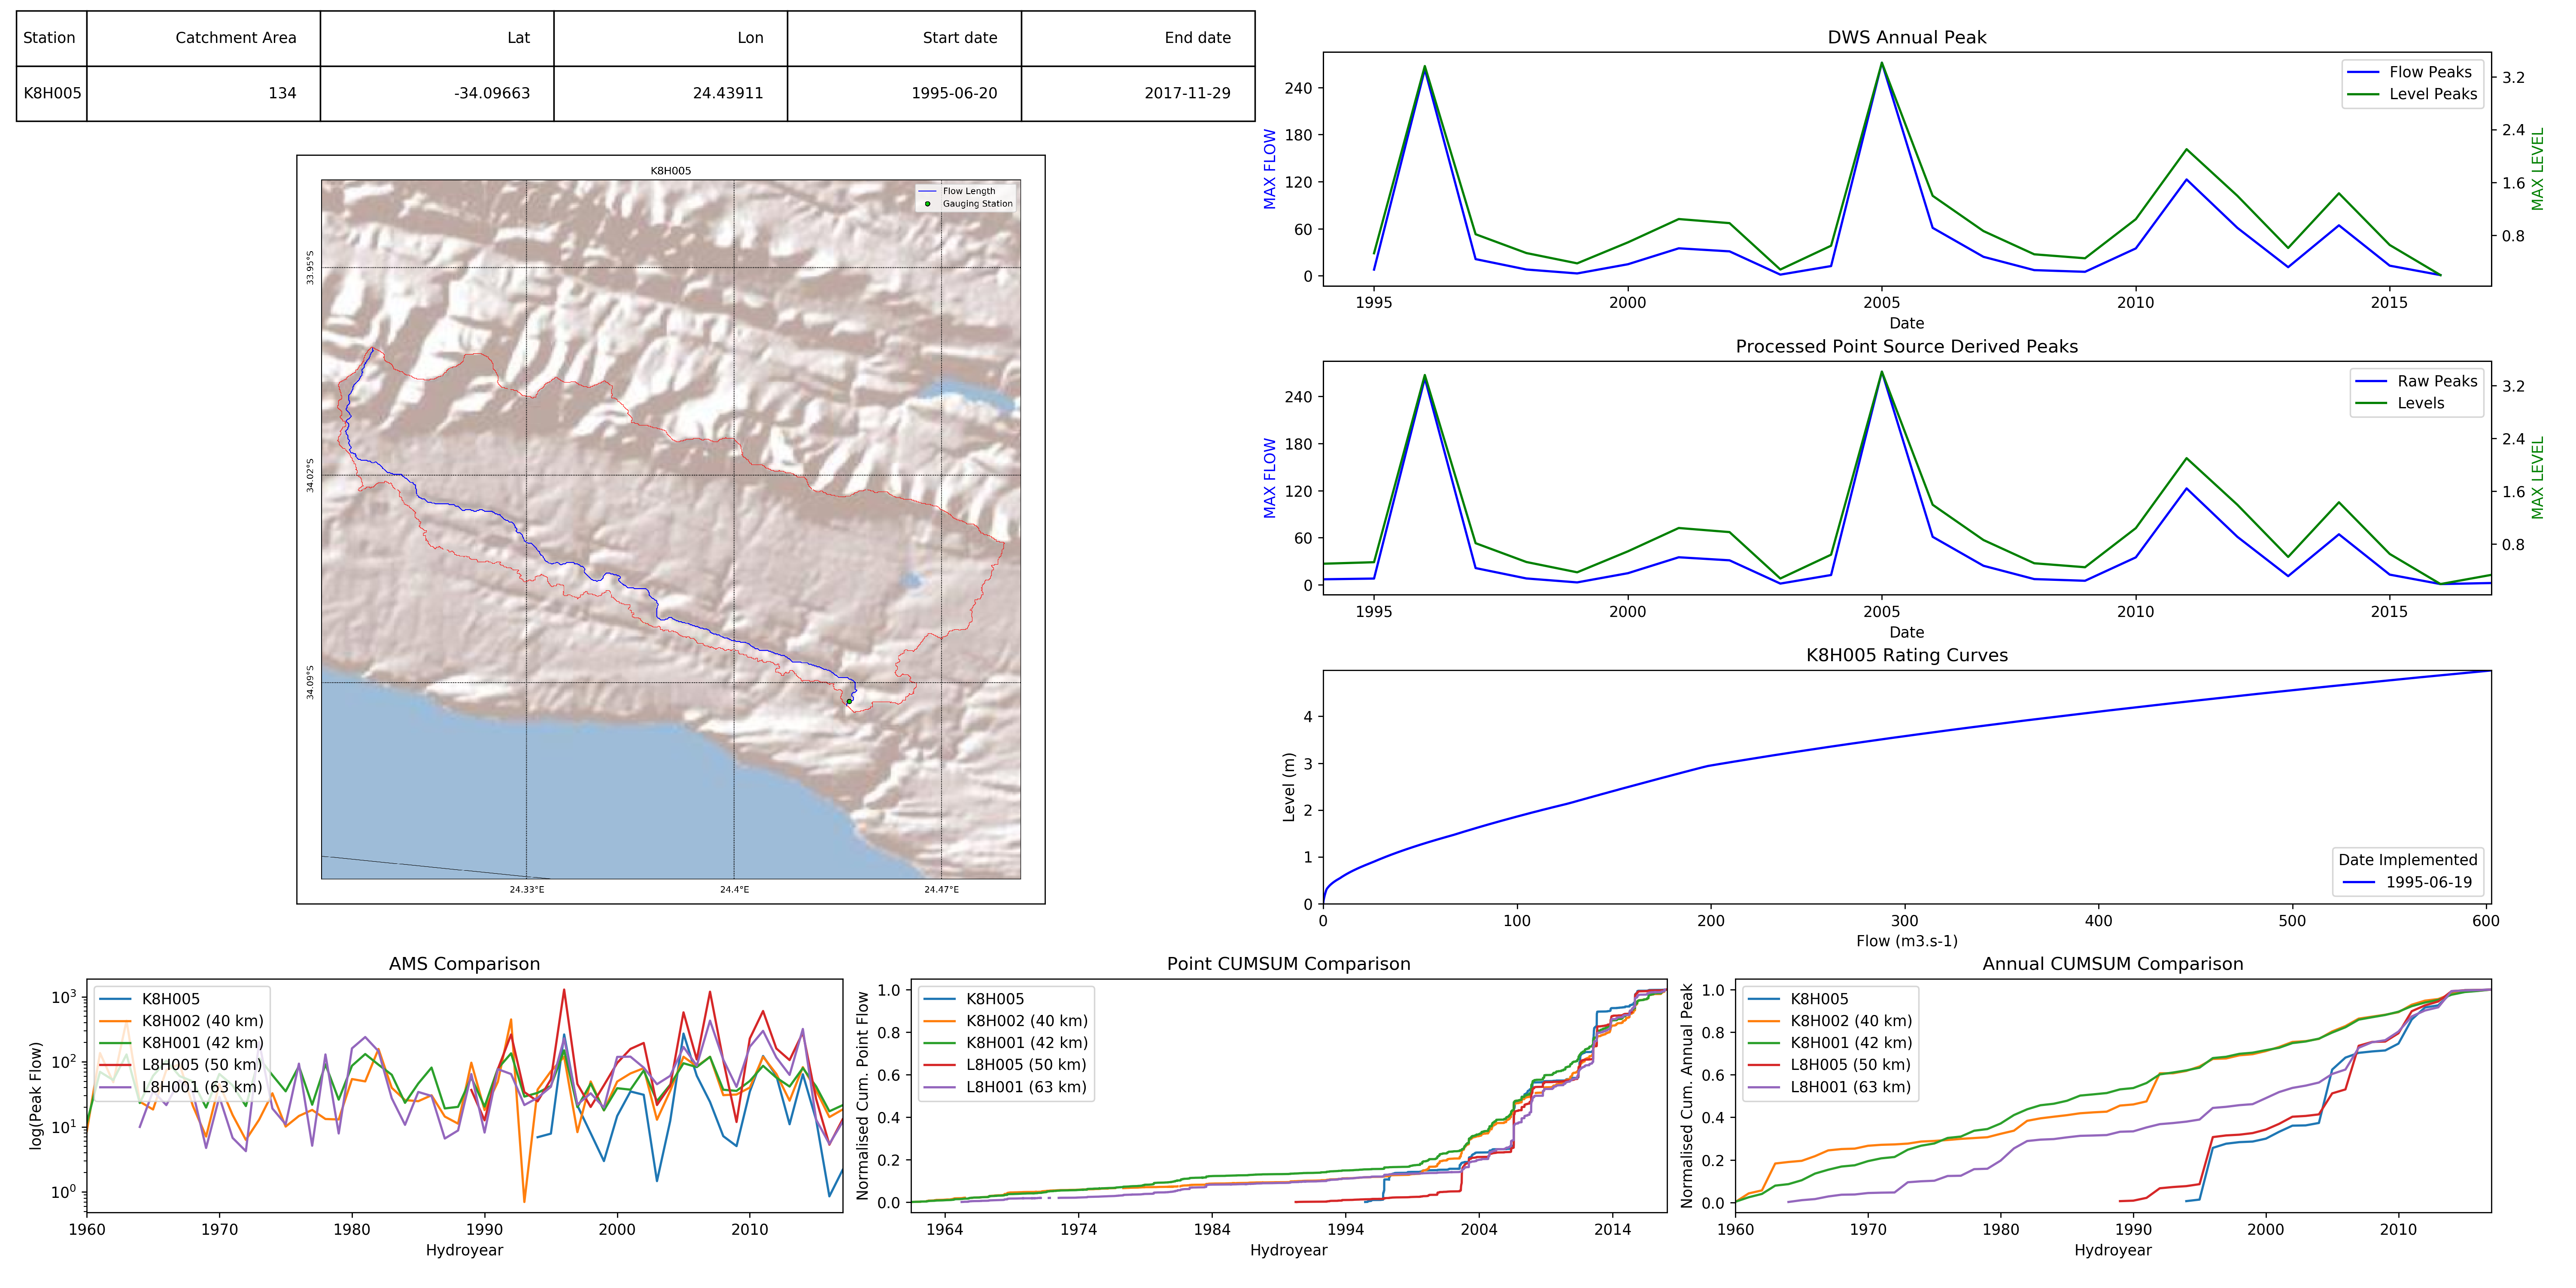 Station Catchment Area Lat Lon Start date End date
K8H005 134 -34.09663 24.43911 1995-06-20 2017-11-29
K8H005
Flow Length
Gauging Station
33.95°S
34.02°S
34.09°S
24.33°E 24.4°E 24.47°E
DWS Annual Peak
Flow Peaks
Level Peaks
MAX FLOW
240
180
120
60
0
MAX LEVEL
3.2
2.4
1.6
0.8
1995 2000 2005 2010 2015
Date
Processed Point Source Derived Peaks
Raw Peaks
Levels
MAX FLOW
240
180
120
60
0
MAX LEVEL
3.2
2.4
1.6
0.8
1995 2000 2005 2010 2015
Date
K8H005 Rating Curves
Level (m)
4
3
2
1
0
Date Implemented
1995-06-19
0 100 200 300 400 500 600
Flow (m3.s-1)
AMS Comparison
log(Peak Flow)
10³
10²
10¹
10⁰
K8H005
K8H002 (40 km)
K8H001 (42 km)
L8H005 (50 km)
L8H001 (63 km)
1960 1970 1980 1990 2000 2010
Hydroyear
Point CUMSUM Comparison
Normalised Cum. Point Flow
1.0
0.8
0.6
0.4
0.2
0.0
K8H005
K8H002 (40 km)
K8H001 (42 km)
L8H005 (50 km)
L8H001 (63 km)
1964 1974 1984 1994 2004 2014
Hydroyear
Annual CUMSUM Comparison
Normalised Cum. Annual Peak
1.0
0.8
0.6
0.4
0.2
0.0
K8H005
K8H002 (40 km)
K8H001 (42 km)
L8H005 (50 km)
L8H001 (63 km)
1960 1970 1980 1990 2000 2010
Hydroyear